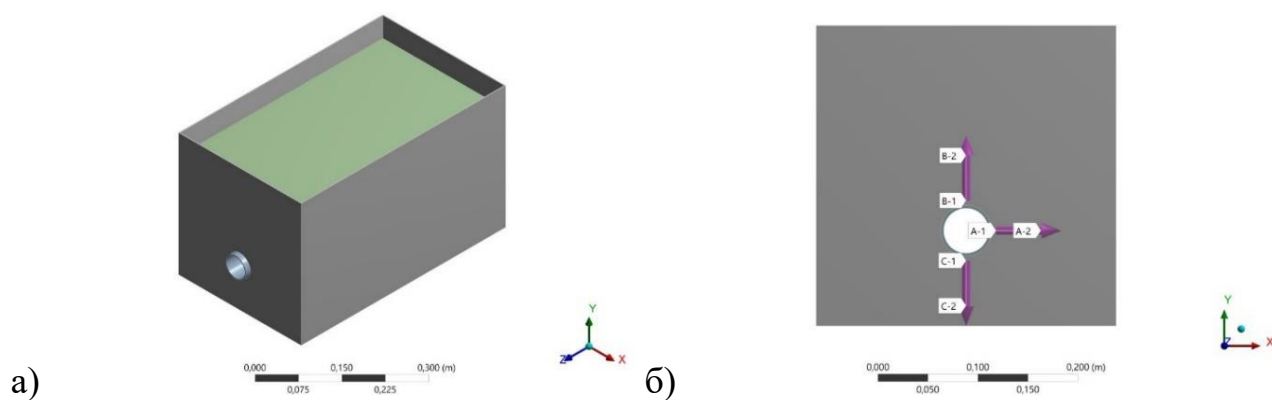 B-2
B-1
A-1 A-2
C-1
C-2
Y
Z X
Y
Z X
0,000 0,150 0,300 (m)
0,075 0,225
0,000 0,100 0,200 (m)
0,050 0,150
а)
б)